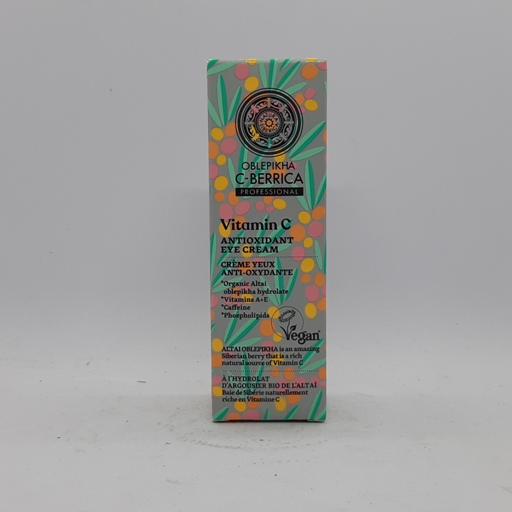 OBLEPIKHA
C-BERRICA
PROFESSIONAL
Vitamin C
ANTIOXIDANT
EYE CREAM
CRÈME YEUX
ANTI-OXYDANTE
*Organic Altai
oblepikha hydrolate
*Vitamins A+E
*Caffeine
*Phospholipids
Vegan
ALTAI OBLEPIKHA is an amazing
Siberian berry that is a rich
natural source of Vitamin C
À l'HYDROLAT
D'ARGOUSIER BIO DE L'ALTAÏ
Baie de Sibérie naturellement
riche en Vitamine C